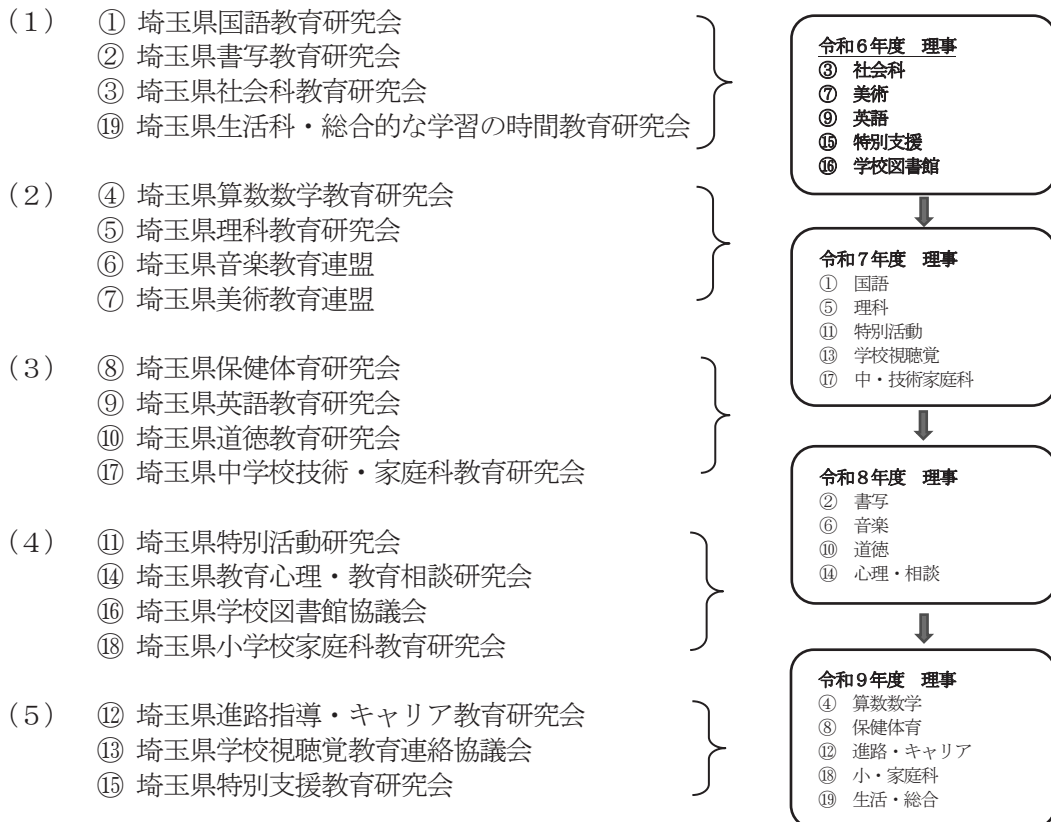 (1) ① 埼玉県国語教育研究会
② 埼玉県書写教育研究会
③ 埼玉県社会科教育研究会
⑲ 埼玉県生活科・総合的な学習の時間教育研究会
(2) ④ 埼玉県算数数学教育研究会
⑤ 埼玉県理科教育研究会
⑥ 埼玉県音楽教育連盟
⑦ 埼玉県美術教育連盟
(3) ⑧ 埼玉県保健体育研究会
⑨ 埼玉県英語教育研究会
⑩ 埼玉県道徳教育研究会
⑰ 埼玉県中学校技術・家庭科教育研究会
(4) ⑪ 埼玉県特別活動研究会
⑭ 埼玉県教育心理・教育相談研究会
⑯ 埼玉県学校図書館協議会
⑱ 埼玉県小学校家庭科教育研究会
(5) ⑫ 埼玉県進路指導・キャリア教育研究会
⑬ 埼玉県学校視聴覚教育連絡協議会
⑮ 埼玉県特別支援教育研究会
令和6年度 理事
③ 社会科
⑦ 美術
⑨ 英語
⑮ 特別支援
⑯ 学校図書館
令和7年度 理事
① 国語
⑤ 理科
⑪ 特別活動
⑬ 学校視聴覚
⑰ 中・技術家庭科
令和8年度 理事
② 書写
⑥ 音楽
⑩ 道徳
⑭ 心理・相談
令和9年度 理事
④ 算数数学
⑧ 保健体育
⑫ 進路・キャリア
⑱ 小・家庭科
⑲ 生活・総合